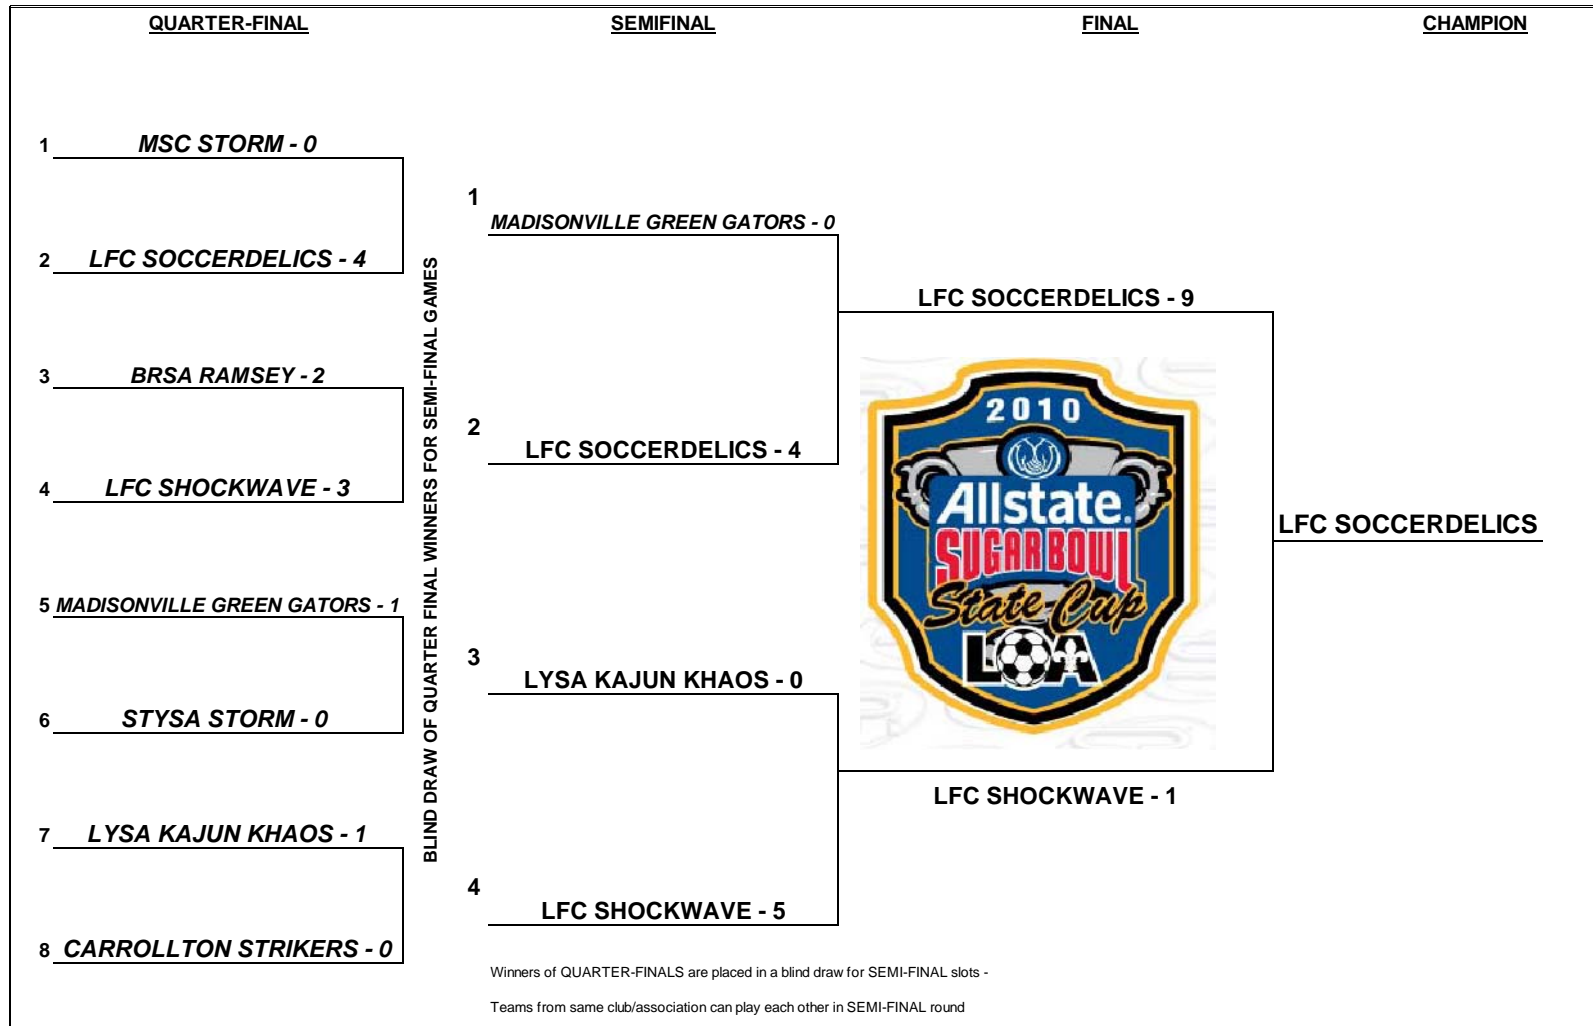 QUARTER-FINAL
SEMIFINAL
FINAL
CHAMPION
1 MSC STORM - 0
2 LFC SOCCERDELICS - 4
3 BRSA RAMSEY - 2
4 LFC SHOCKWAVE - 3
5 MADISONVILLE GREEN GATORS - 1
6 STYSA STORM - 0
7 LYSA KAJUN KHAOS - 1
8 CARROLLTON STRIKERS - 0
BLIND DRAW OF QUARTER FINAL WINNERS FOR SEMI-FINAL GAMES
1
MADISONVILLE GREEN GATORS - 0
2
LFC SOCCERDELICS - 4
3
LYSA KAJUN KHAOS - 0
4
LFC SHOCKWAVE - 5
LFC SOCCERDELICS - 9
2010
Allstate.
SUGAR BOWL
State Cup
LSA
LFC SHOCKWAVE - 1
LFC SOCCERDELICS
Winners of QUARTER-FINALS are placed in a blind draw for SEMI-FINAL slots -
Teams from same club/association can play each other in SEMI-FINAL round